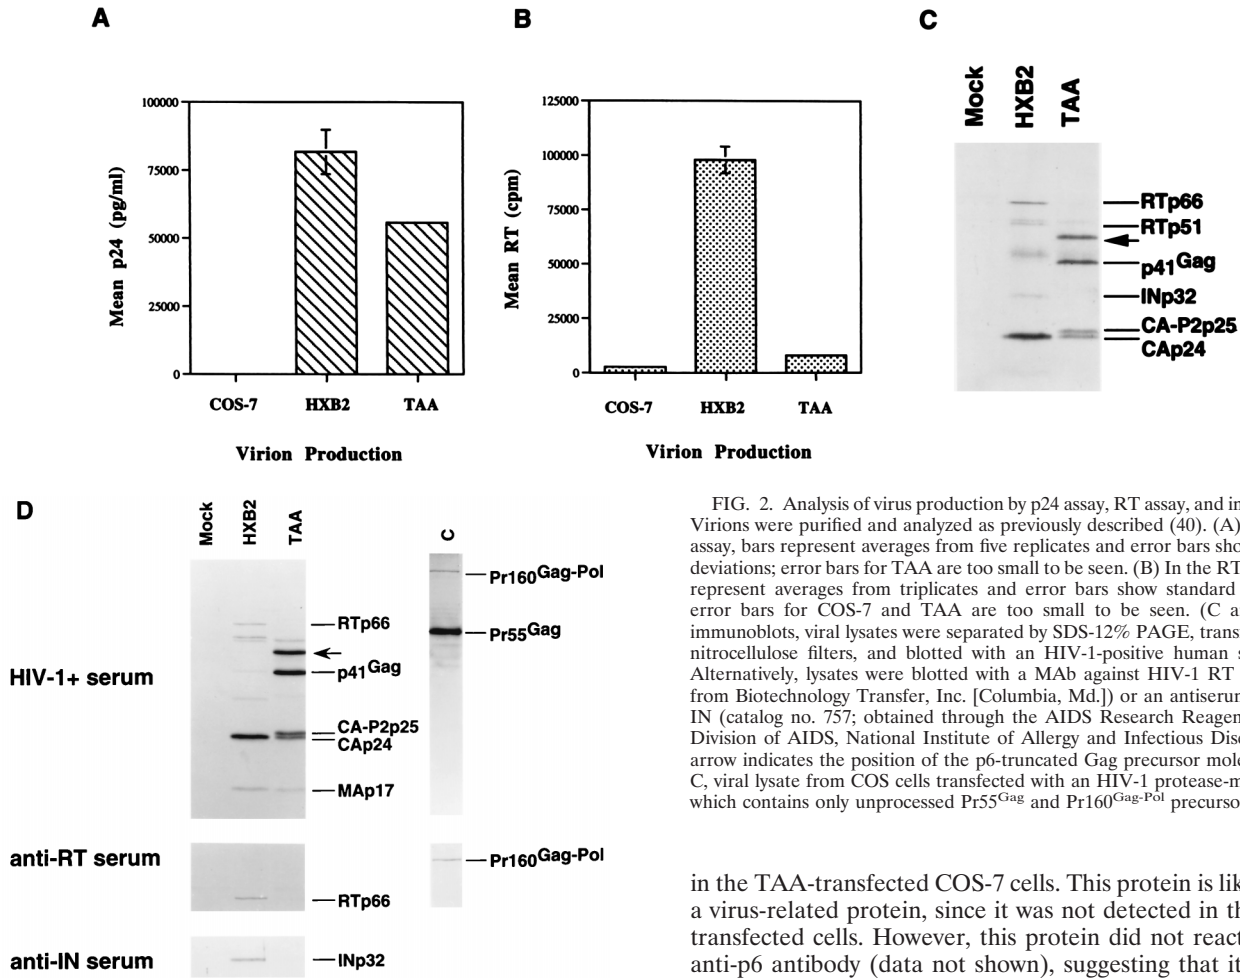 A
Mean p24 (pg/ml)
100000
75000
50000
25000
0
COS-7 HXB2 TAA
Virion Production
B
Mean RT (cpm)
125000
100000
75000
50000
25000
0
COS-7 HXB2 TAA
Virion Production
C
Mock HXB2 TAA
RTp66
RTp51
p41Gag
INp32
CA-P2p25
CAp24
D
Mock HXB2 TAA C
HIV-1+ serum
RTp66
p41Gag
CA-P2p25
CAp24
MAp17
Pr160Gag-Pol
Pr55Gag
anti-RT serum
RTp66
Pr160Gag-Pol
anti-IN serum
INp32
FIG. 2. Analysis of virus production by p24 assay, RT assay, and in
Virions were purified and analyzed as previously described (40). (A)
assay, bars represent averages from five replicates and error bars sho
deviations; error bars for TAA are too small to be seen. (B) In the RT
represent averages from triplicates and error bars show standard
error bars for COS-7 and TAA are too small to be seen. (C a
immunoblots, viral lysates were separated by SDS-12% PAGE, trans
nitrocellulose filters, and blotted with an HIV-1-positive human s
Alternatively, lysates were blotted with a MAb against HIV-1 RT
from Biotechnology Transfer, Inc. [Columbia, Md.]) or an antiserun
IN (catalog no. 757; obtained through the AIDS Research Reagen
Division of AIDS, National Institute of Allergy and Infectious Dise
arrow indicates the position of the p6-truncated Gag precursor mole
C, viral lysate from COS cells transfected with an HIV-1 protease-m
which contains only unprocessed Pr55Gag and Pr160Gag-Pol precursor
in the TAA-transfected COS-7 cells. This protein is lik
a virus-related protein, since it was not detected in th
transfected cells. However, this protein did not react
anti-p6 antibody (data not shown), suggesting that it